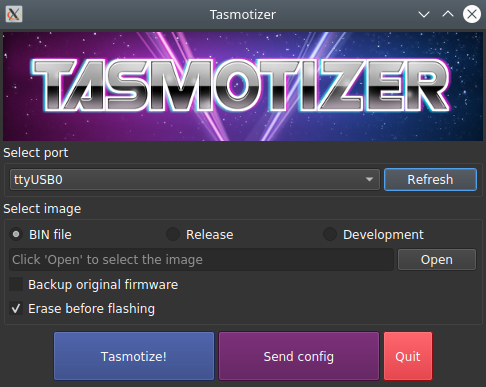 Tasmotizer
TASMOTIZER
Select port
ttyUSB0
Refresh
Select image
BIN file
Release
Development
Click 'Open' to select the image
Open
Backup original firmware
Erase before flashing
Tasmotize!
Send config
Quit